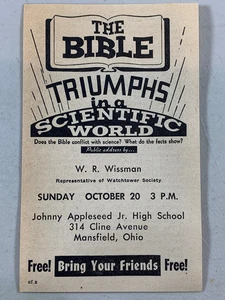 THE
BIBLE
TRIUMPHS
in a
SCIENTIFIC
WORLD
Does the Bible conflict with science? What do the facts show?
Public address by...
W. R. Wissman
Representative of Watchtower Society
SUNDAY OCTOBER 20 3 P.M.
Johnny Appleseed Jr. High School
314 Cline Avenue
Mansfield, Ohio
Free! Bring Your Friends Free!